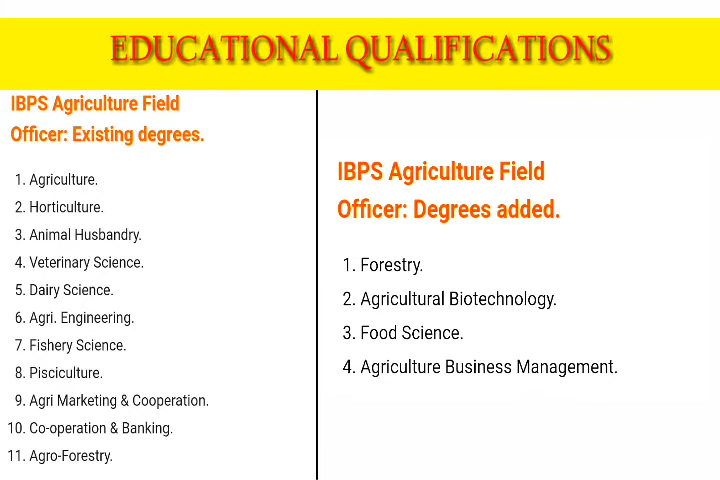 EDUCATIONAL QUALIFICATIONS
IBPS Agriculture Field
Officer: Existing degrees.
1. Agriculture.
2. Horticulture.
3. Animal Husbandry.
4. Veterinary Science.
5. Dairy Science.
6. Agri. Engineering.
7. Fishery Science.
8. Pisciculture.
9. Agri Marketing & Cooperation.
10. Co-operation & Banking.
11. Agro-Forestry.
IBPS Agriculture Field
Officer: Degrees added.
1. Forestry.
2. Agricultural Biotechnology.
3. Food Science.
4. Agriculture Business Management.